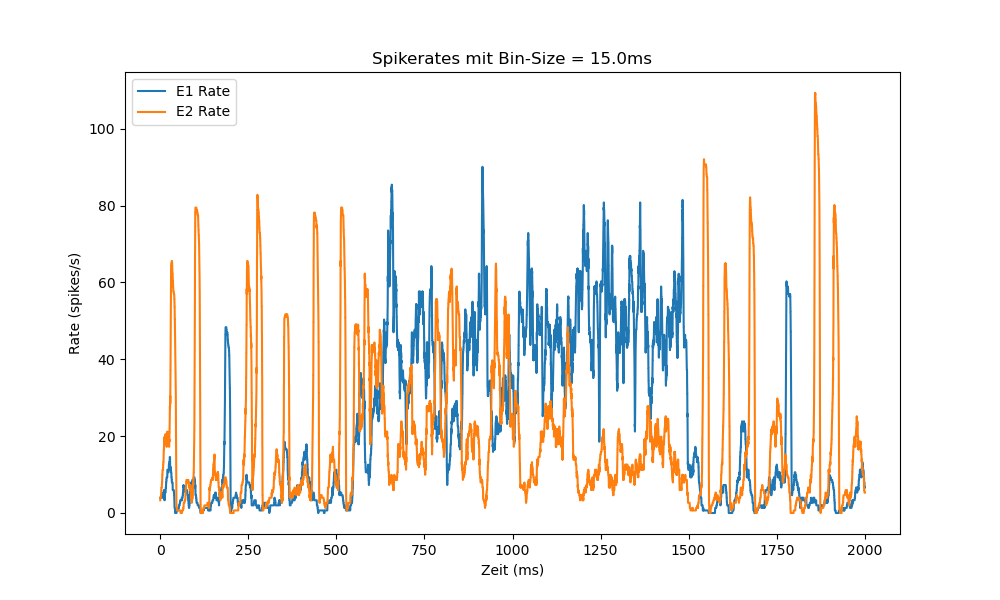 Spikerates mit Bin-Size = 15.0ms
E1 Rate
E2 Rate
100
80
60
40
20
0
Rate (spikes/s)
0 250 500 750 1000 1250 1500 1750 2000
Zeit (ms)